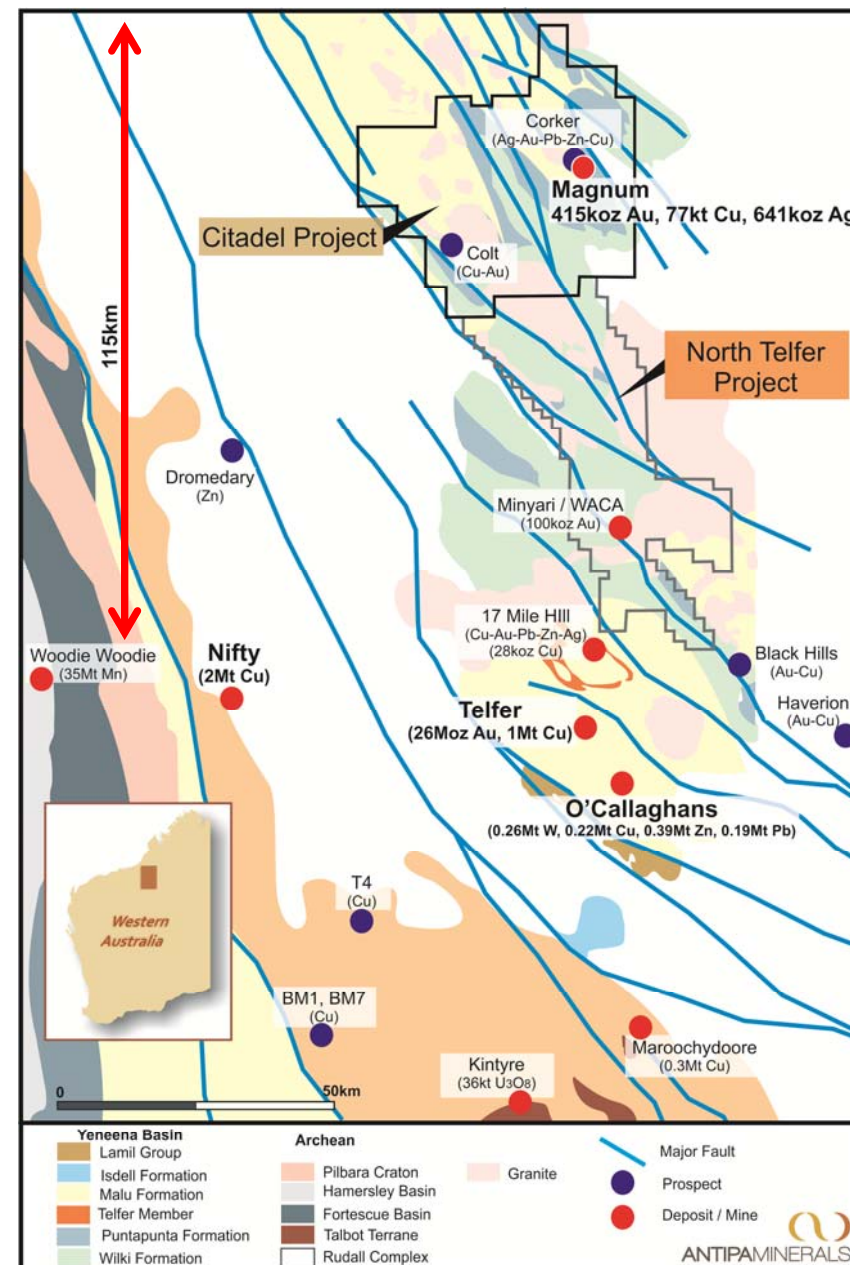 Corker
(Ag-Au-Pb-Zn-Cu)
Magnum
415koz Au, 77kt Cu, 641koz Ag
Citadel Project
Colt
(Cu-Au)
115km
North Telfer
Project
Dromedary
(Zn)
Minyari / WACA
(100koz Au)
17 Mile HIll
(Cu-Au-Pb-Zn-Ag)
(28koz Cu)
Woodie Woodie
(35Mt Mn)
Nifty
(2Mt Cu)
Black Hills
(Au-Cu)
Haverion
(Au-Cu)
Telfer
(26Moz Au, 1Mt Cu)
O'Callaghans
(0.26Mt W, 0.22Mt Cu, 0.39Mt Zn, 0.19Mt Pb)
Western
Australia
T4
(Cu)
BM1, BM7
(Cu)
Maroochydoore
(0.3Mt Cu)
Kintyre
(36kt U3O8)
0
50km
Yeneena Basin
Lamil Group
Isdell Formation
Malu Formation
Telfer Member
Puntapunta Formation
Wilki Formation
Archean
Pilbara Craton
Hamersley Basin
Fortescue Basin
Talbot Terrane
Rudall Complex
Granite
Major Fault
Prospect
Deposit / Mine
ANTIPAMINERALS